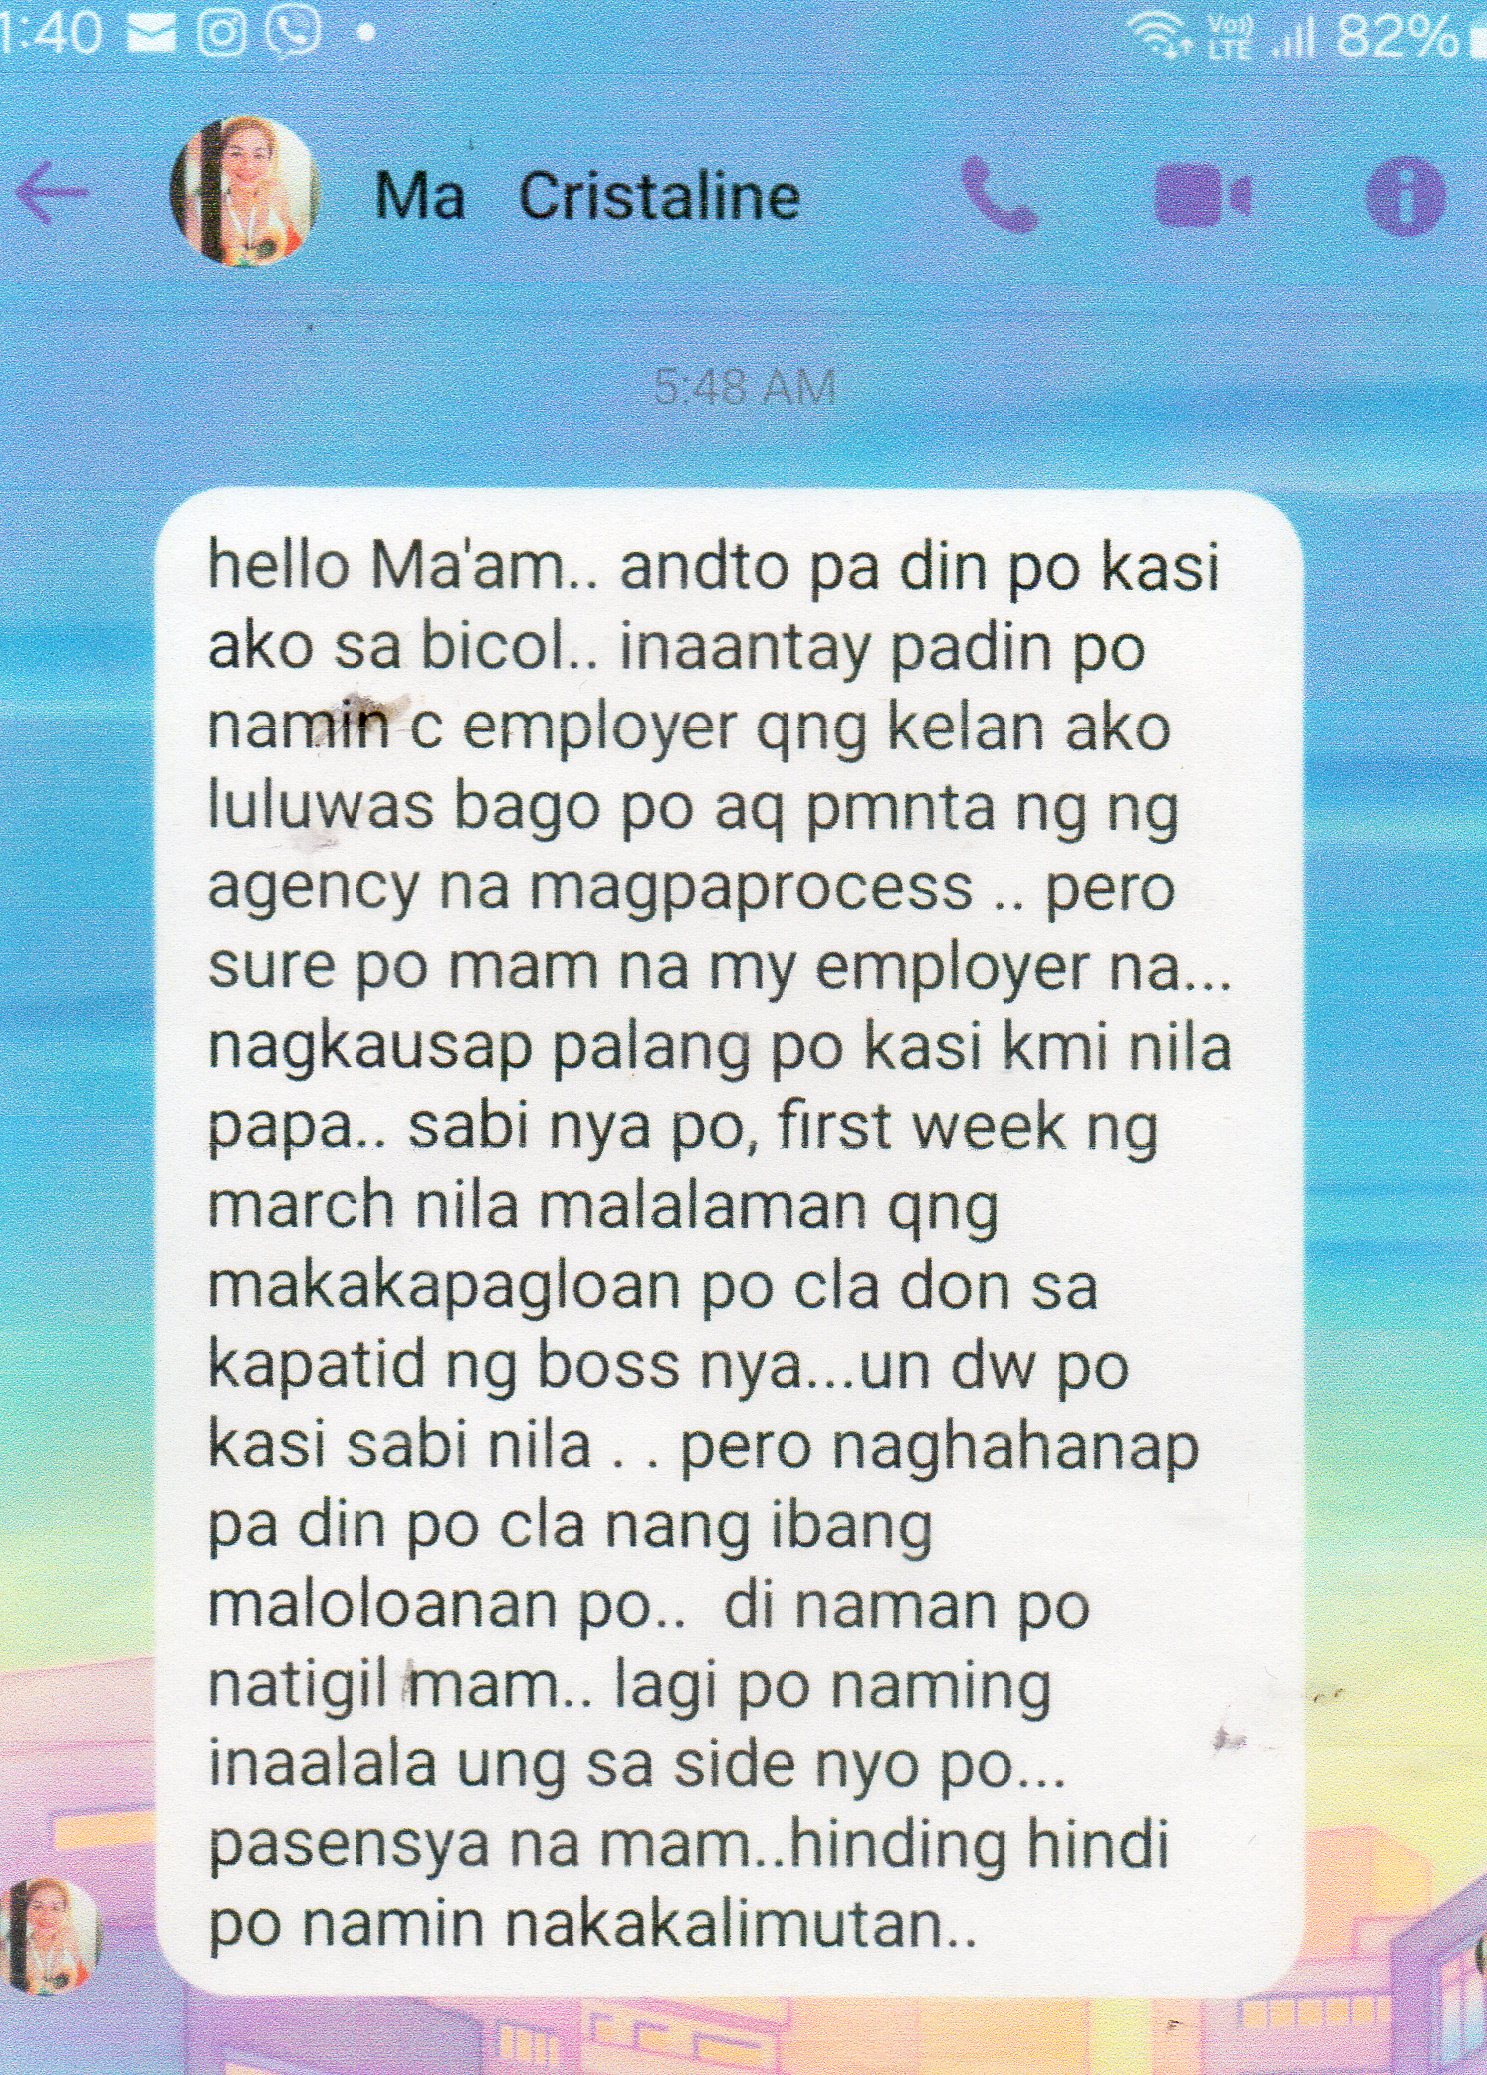 1:40 82%
Vo)) LTE
Ma Cristaline
5:48 AM
hello Ma'am.. andto pa din po kasi
ako sa bicol.. inaantay padin po
namin c employer qng kelan ako
luluwas bago po aq pmnta ng ng
agency na magpaprocess .. pero
sure po mam na my employer na...
nagkausap palang po kasi kmi nila
papa.. sabi nya po, first week ng
march nila malalaman qng
makakapagloan po cla don sa
kapatid ng boss nya...un dw po
kasi sabi nila . . pero naghahanap
pa din po cla nang ibang
maloloanan po..  di naman po
natigil mam.. lagi po naming
inaalala ung sa side nyo po...
pasensya na mam..hinding hindi
po namin nakakalimutan..